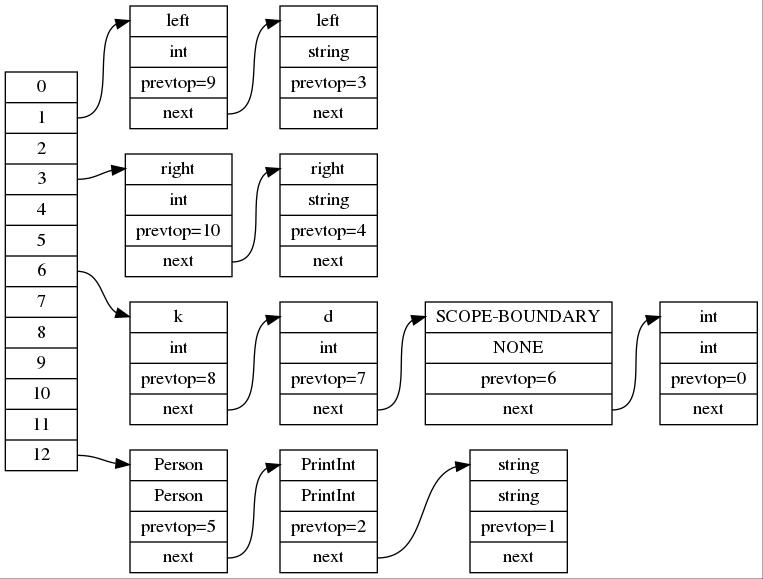 0
1
2
3
4
5
6
7
8
9
10
11
12
left
int
prevtop=9
next
left
string
prevtop=3
next
right
int
prevtop=10
next
right
string
prevtop=4
next
k
int
prevtop=8
next
d
int
prevtop=7
next
SCOPE-BOUNDARY
NONE
prevtop=6
next
int
int
prevtop=0
next
Person
Person
prevtop=5
next
PrintInt
PrintInt
prevtop=2
next
string
string
prevtop=1
next